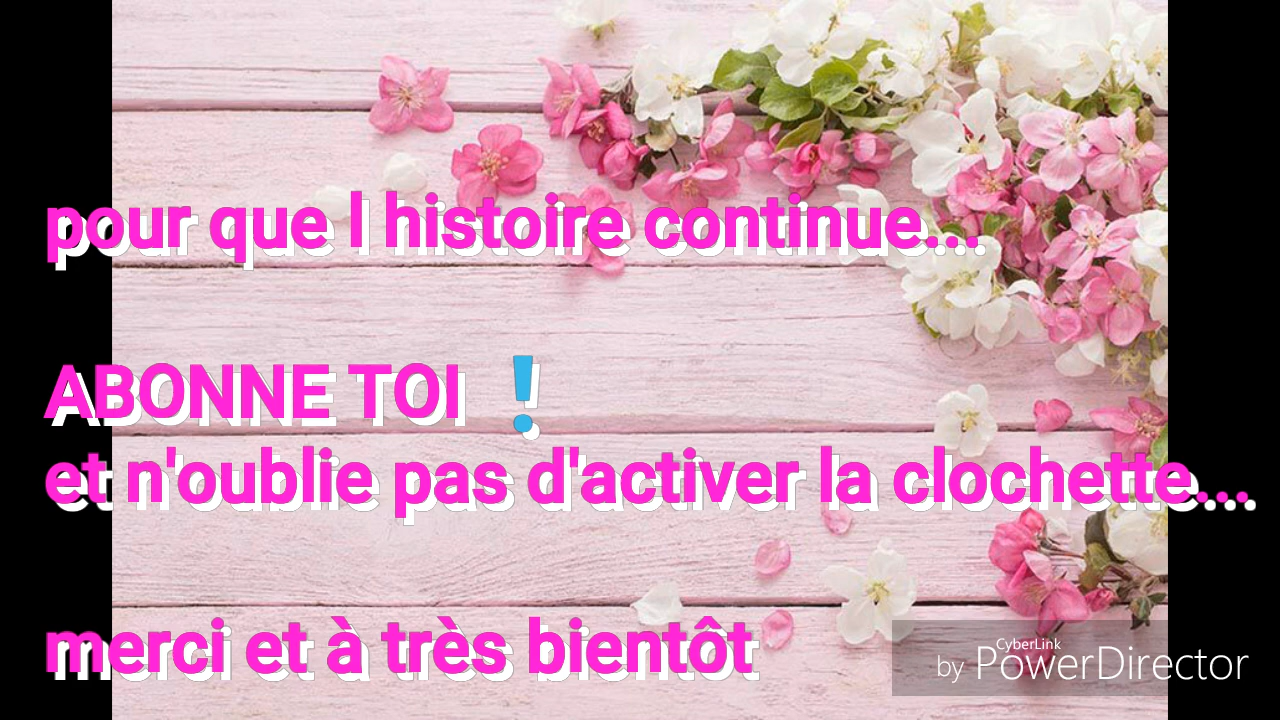 pour que l histoire continue...
ABONNE TOI ❗
et n'oublie pas d'activer la clochette...
merci et à très bientôt
CyberLink
by PowerDirector